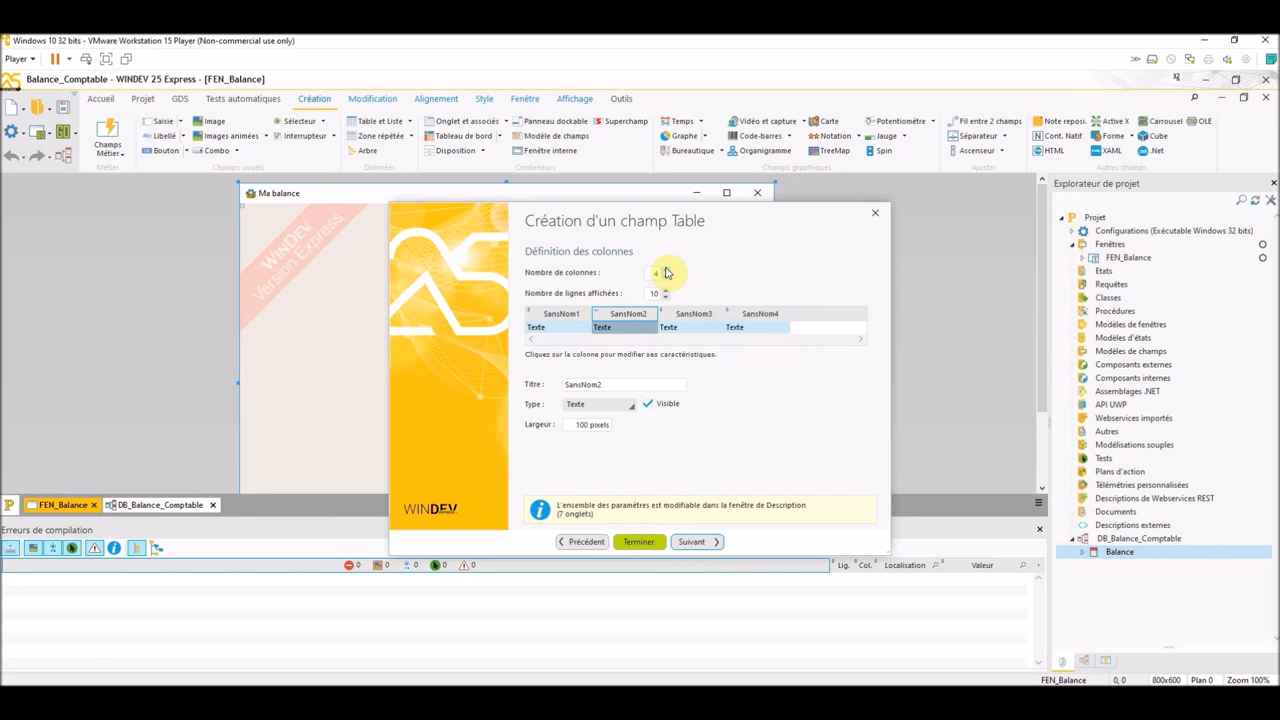 Windows 10 32 bits - VMware Workstation 15 Player (Non-commercial use only)
Player
Balance_Comptable - WINDEV 25 Express - [FEN_Balance]
Accueil Projet GDS Tests automatiques Création Modification Alignement Style Fenêtre Affichage Outils
Champs Métier
Métier
Saisie Image Sélecteur
Libellé Images animées Interrupteur
Bouton Combo
Champs usuels
Table et Liste
Zone répétée
Arbre
Données
Onglet et associés Panneau dockable Superchamp
Tableau de bord Modèle de champs
Disposition Fenêtre interne
Conteneurs
Temps Vidéo et capture Carte Potentiomètre
Graphe Code-barres Notation Jauge
Bureautique Organigramme TreeMap Spin
Champs graphiques
Fil entre 2 champs
Séparateur
Ascenseur
Ajuster
Note reposi. Active X Carrousel OLE
Cont. Natif Forme Cube
HTML XAML .Net
Autres champs
Ma balance
WINDEV
Version Express
Création d'un champ Table
Définition des colonnes
Nombre de colonnes : 4
Nombre de lignes affichées : 10
SansNom1 SansNom2 SansNom3 SansNom4
Texte Texte Texte Texte
Cliquez sur la colonne pour modifier ses caractéristiques.
Titre : SansNom2
Type : Texte Visible
Largeur : 100 pixels
L'ensemble des paramètres est modifiable dans la fenêtre de Description
(7 onglets)
WINDEV
Précédent Terminer Suivant
Explorateur de projet
Projet
Configurations (Exécutable Windows 32 bits)
Fenêtres
FEN_Balance
Etats
Requêtes
Classes
Procédures
Modèles de fenêtres
Modèles d'états
Modèles de champs
Composants externes
Composants internes
Assemblages .NET
API UWP
Webservices importés
Autres
Modélisations souples
Tests
Plans d'action
Télémétries personnalisées
Descriptions de Webservices REST
Documents
Descriptions externes
DB_Balance_Comptable
Balance
FEN_Balance DB_Balance_Comptable
Erreurs de compilation
0 0 0 0 0 Lig. Col. Localisation Valeur
FEN_Balance 0, 0 800x600 Plan 0 Zoom 100%